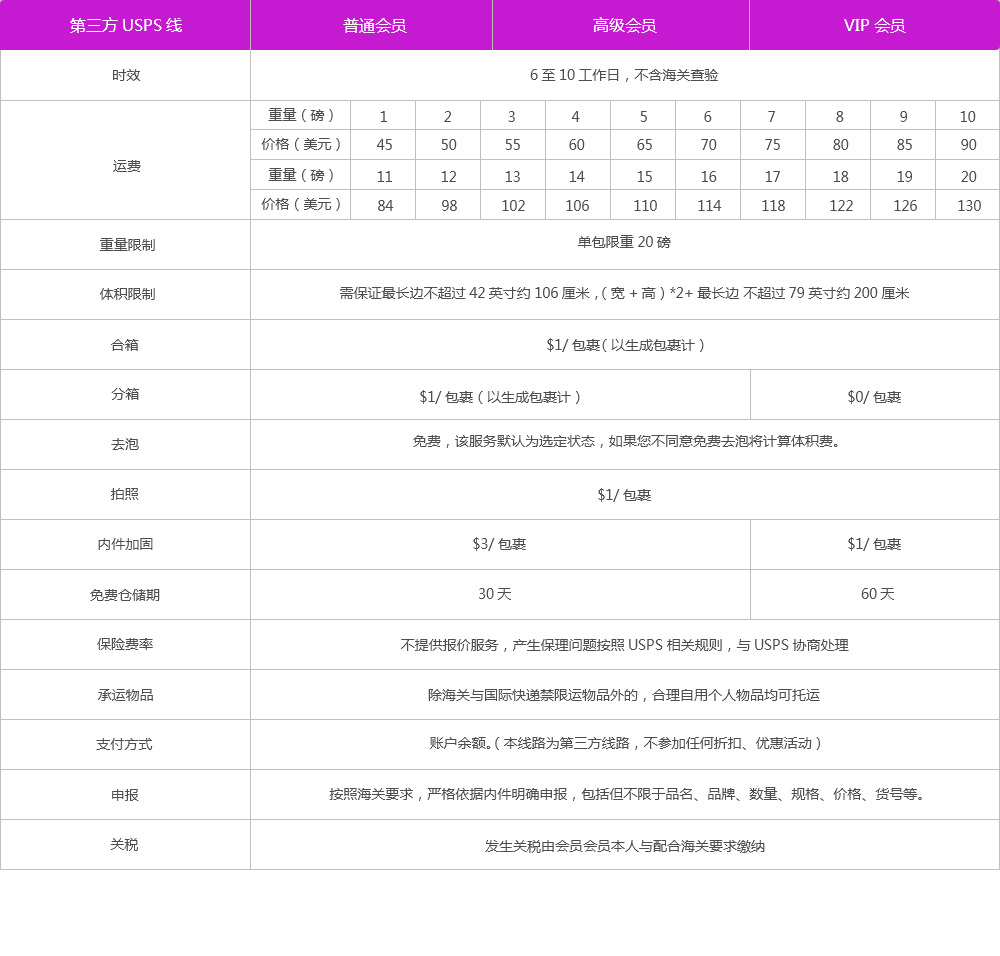 第三方 USPS 线 普通会员 高级会员 VIP 会员
时效 6 至 10 工作日，不含海关查验
运费
重量（磅） 1 2 3 4 5 6 7 8 9 10
价格（美元） 45 50 55 60 65 70 75 80 85 90
重量（磅） 11 12 13 14 15 16 17 18 19 20
价格（美元） 84 98 102 106 110 114 118 122 126 130
重量限制 单包限重 20 磅
体积限制 需保证最长边不超过 42 英寸约 106 厘米，（宽 + 高）*2+ 最长边 不超过 79 英寸约 200 厘米
合箱 $1/ 包裹（以生成包裹计）
分箱 $1/ 包裹（以生成包裹计） $0/ 包裹
去泡 免费，该服务默认为选定状态，如果您不同意免费去泡将计算体积费。
拍照 $1/ 包裹
内件加固 $3/ 包裹 $1/ 包裹
免费仓储期 30 天 60 天
保险费率 不提供报价服务，产生保理问题按照 USPS 相关规则，与 USPS 协商处理
承运物品 除海关与国际快递禁限运物品外的，合理自用个人物品均可托运
支付方式 账户余额。（本线路为第三方线路，不参加任何折扣、优惠活动）
申报 按照海关要求，严格依据内件明确申报，包括但不限于品名、品牌、数量、规格、价格、货号等。
关税 发生关税由会员会员本人与配合海关要求缴纳